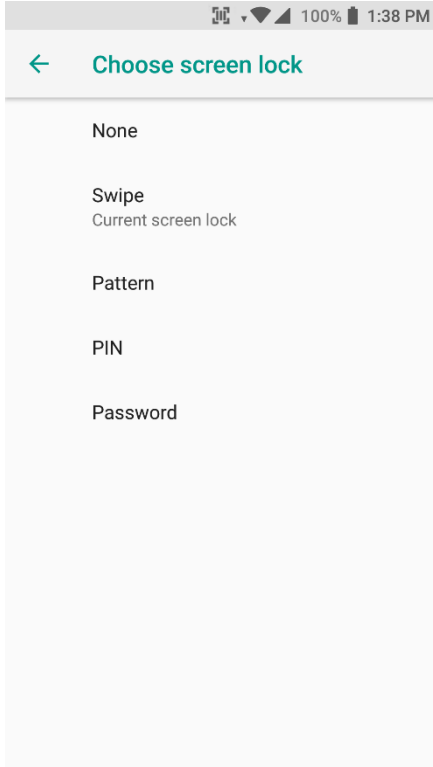 100% 1:38 PM
Choose screen lock
None
Swipe
Current screen lock
Pattern
PIN
Password